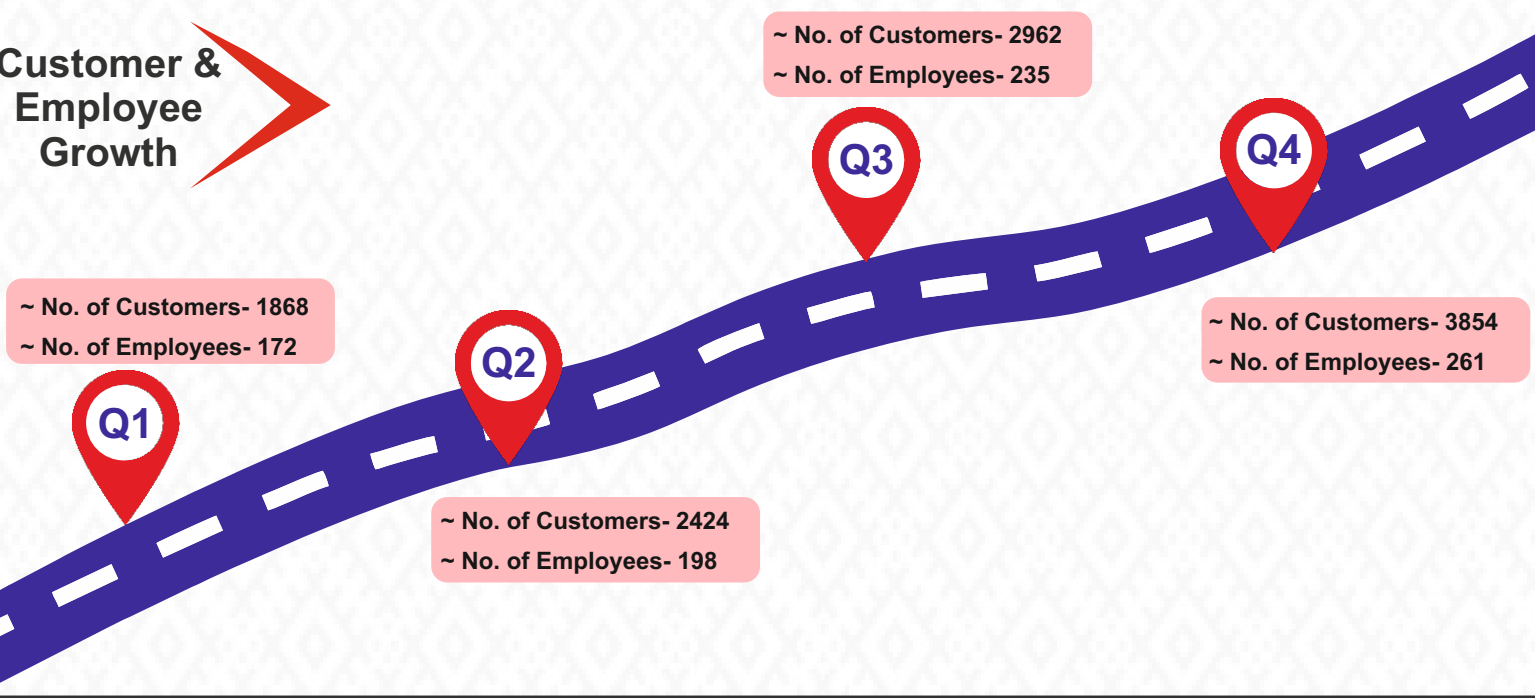 Customer &
Employee
Growth
~ No. of Customers- 1868
~ No. of Employees- 172
Q1
Q2
~ No. of Customers- 2424
~ No. of Employees- 198
~ No. of Customers- 2962
~ No. of Employees- 235
Q3
Q4
~ No. of Customers- 3854
~ No. of Employees- 261